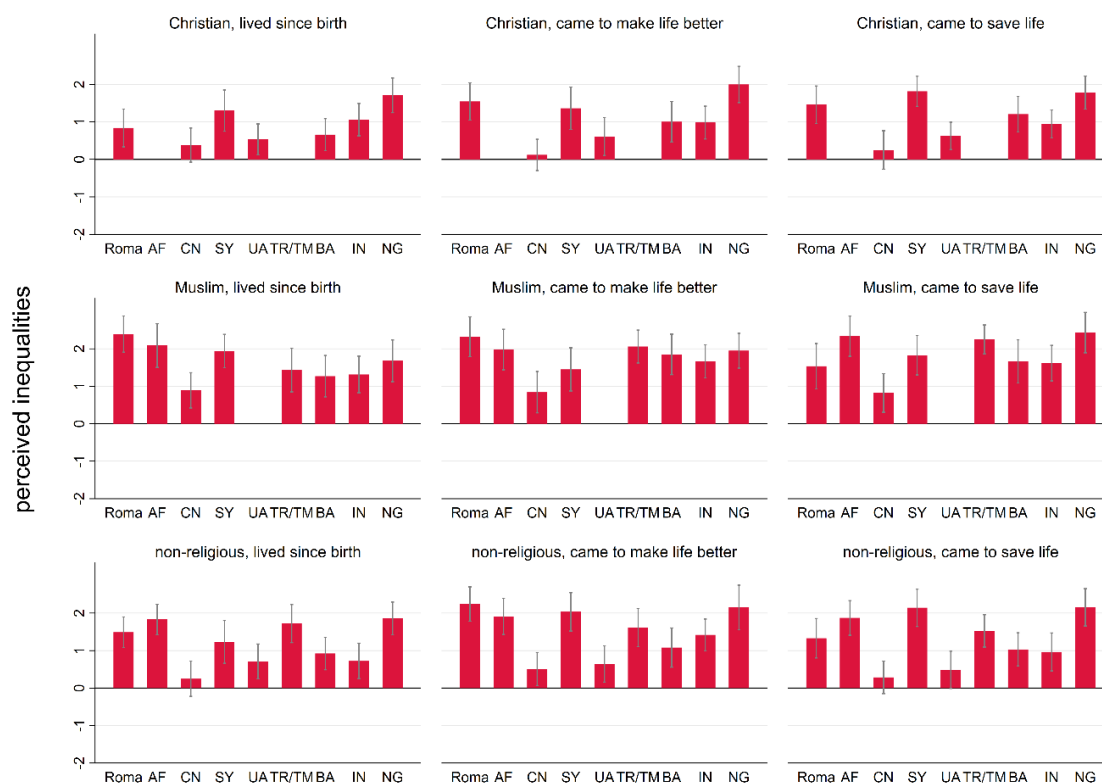 Christian, lived since birth
Christian, came to make life better
Christian, came to save life
2
1
0
-1
-2
Roma AF CN SY UA TR/TM BA IN NG
Roma AF CN SY UA TR/TM BA IN NG
Roma AF CN SY UA TR/TM BA IN NG
perceived inequalities
Muslim, lived since birth
Muslim, came to make life better
Muslim, came to save life
2
1
0
-1
-2
Roma AF CN SY UA TR/TM BA IN NG
Roma AF CN SY UA TR/TM BA IN NG
Roma AF CN SY UA TR/TM BA IN NG
non-religious, lived since birth
non-religious, came to make life better
non-religious, came to save life
2
1
0
-1
-2
Roma AF CN SY UA TR/TM BA IN NG
Roma AF CN SY UA TR/TM BA IN NG
Roma AF CN SY UA TR/TM BA IN NG